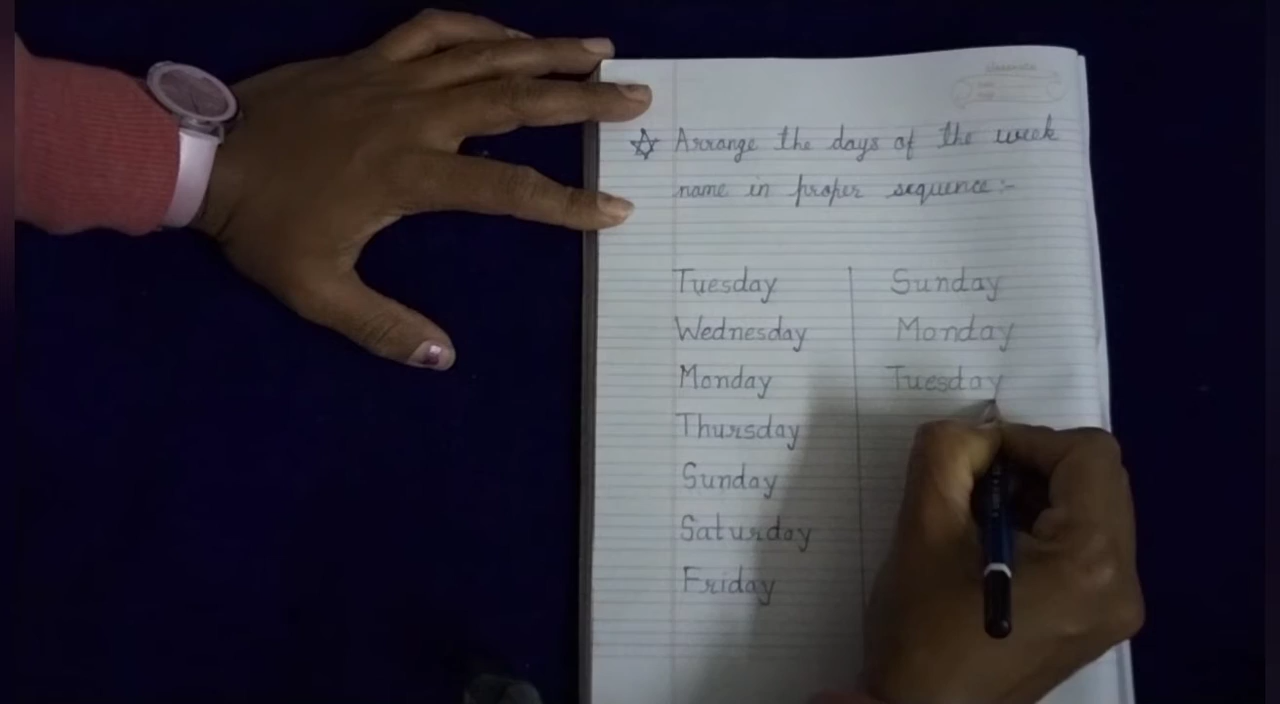 classmate
☆ Arrange the days of the week
name in proper sequence:-
Tuesday Sunday
Wednesday Monday
Monday Tuesday
Thursday
Sunday
Saturday
Friday